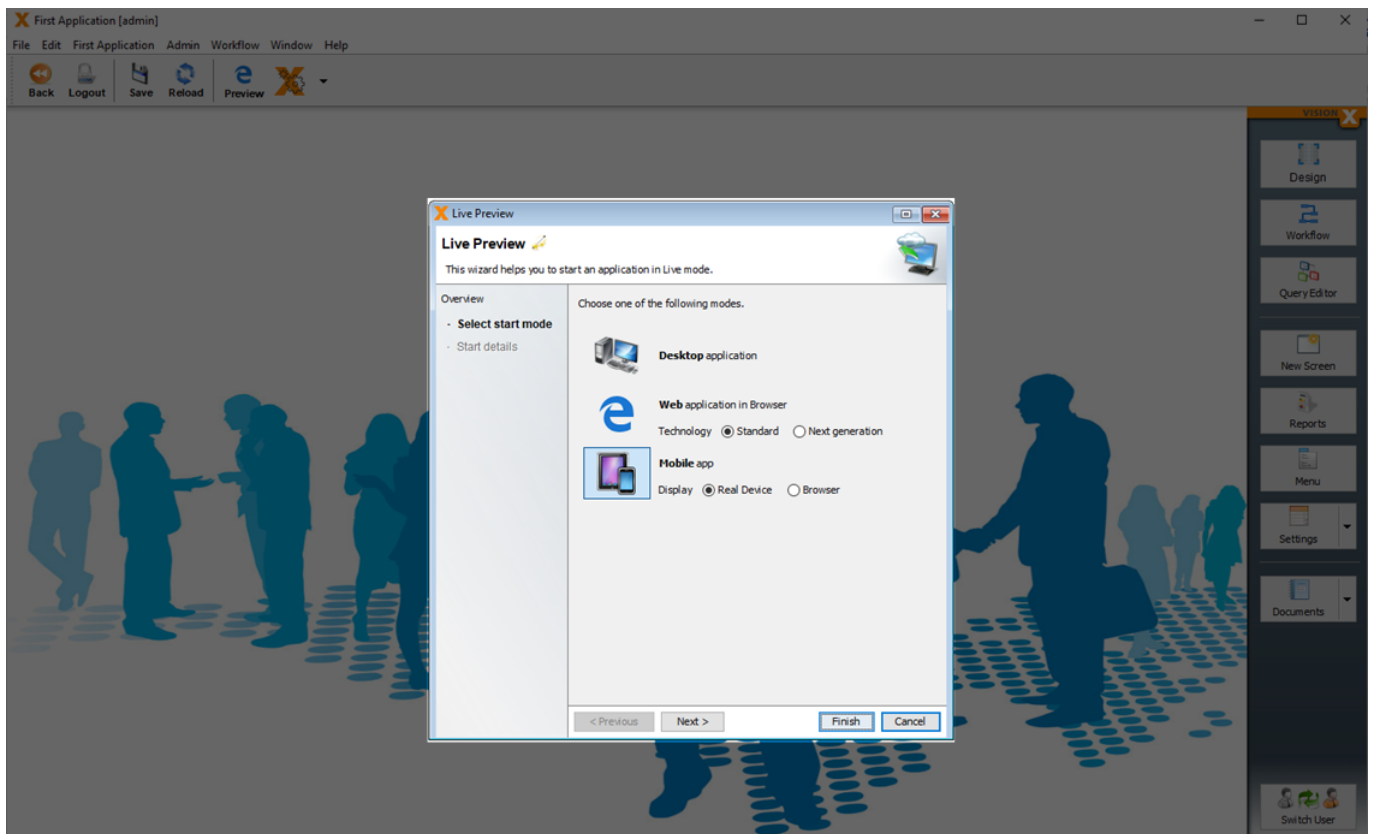 First Application [admin]
File Edit First Application Admin Workflow Window Help
Back Logout Save Reload Preview
VISION X
Design
Workflow
Query Editor
New Screen
Reports
Menu
Settings
Documents
Switch User
Live Preview
Live Preview
This wizard helps you to start an application in Live mode.
Overview
· Select start mode
· Start details
Choose one of the following modes.
Desktop application
Web application in Browser
Technology Standard Next generation
Mobile app
Display Real Device Browser
< Previous Next > Finish Cancel